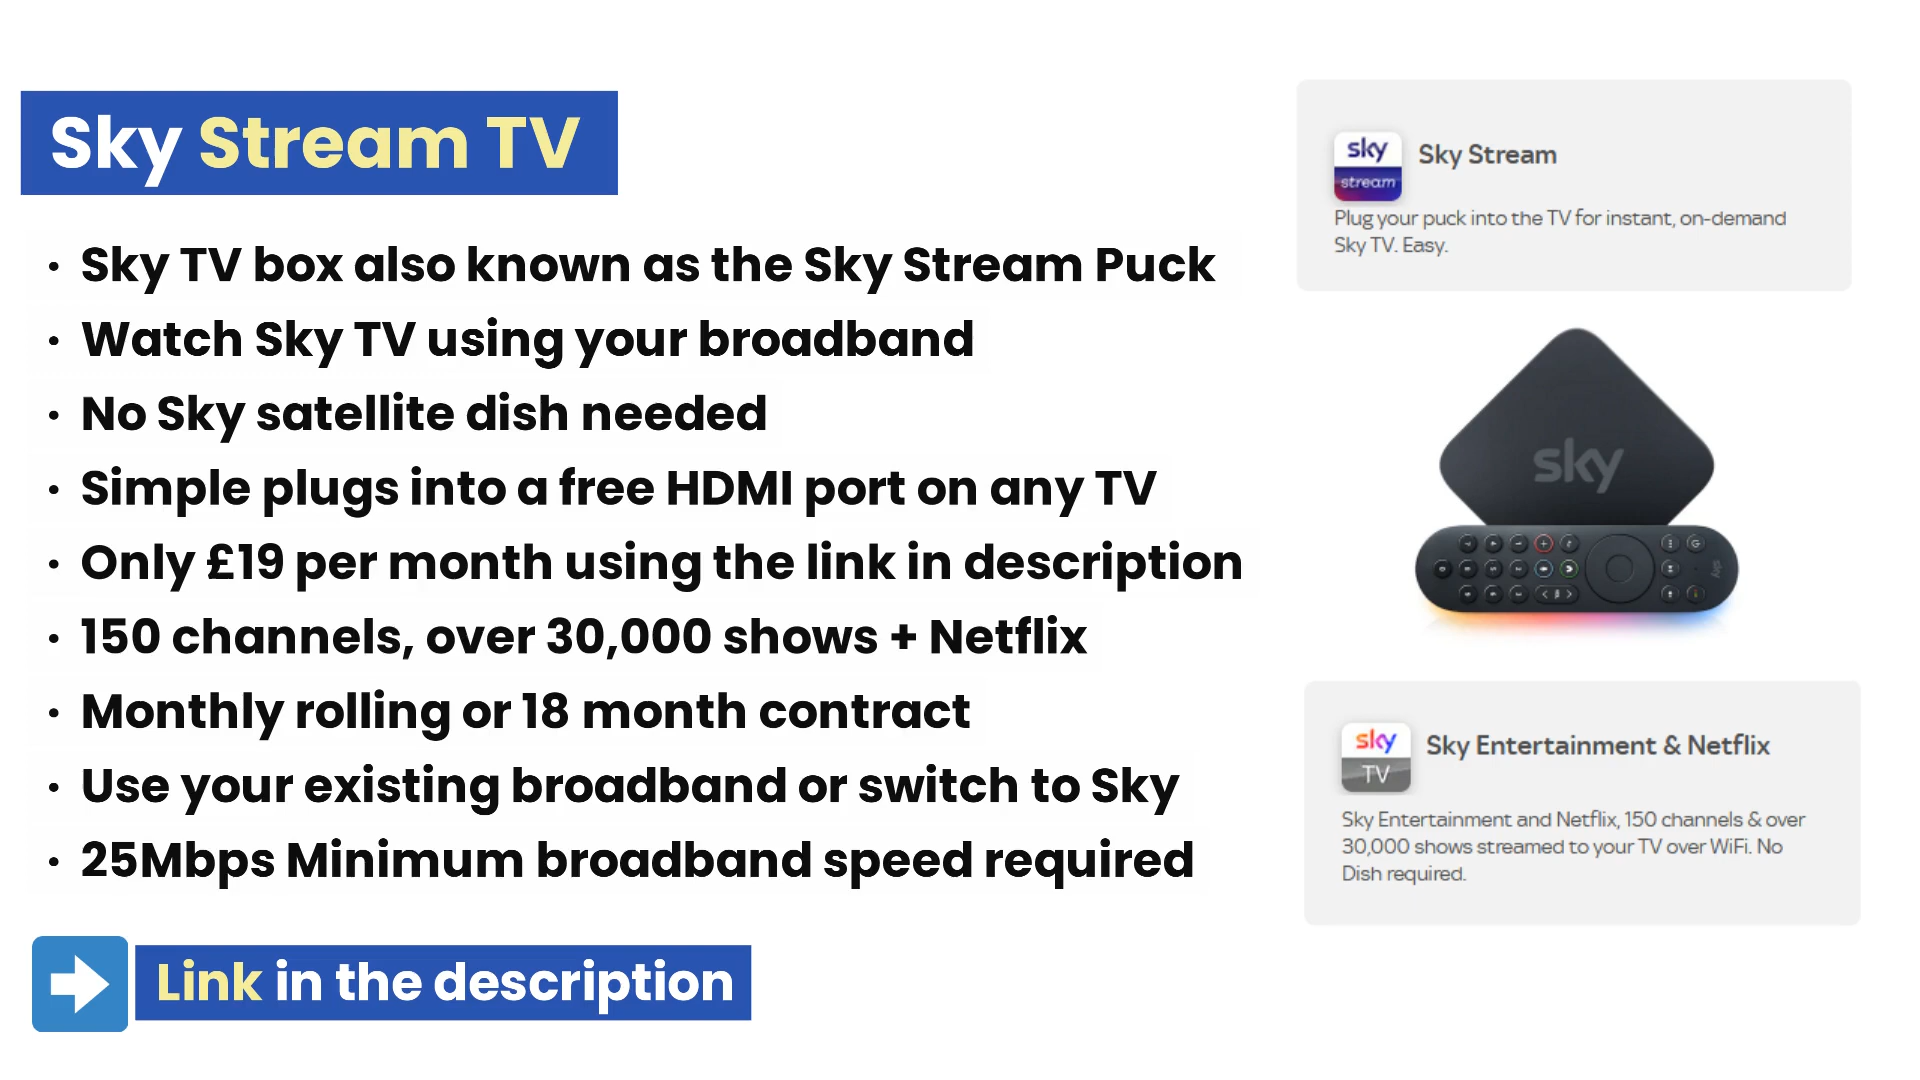 Sky Stream TV
· Sky TV box also known as the Sky Stream Puck
· Watch Sky TV using your broadband
· No Sky satellite dish needed
· Simple plugs into a free HDMI port on any TV
· Only £19 per month using the link in description
· 150 channels, over 30,000 shows + Netflix
· Monthly rolling or 18 month contract
· Use your existing broadband or switch to Sky
· 25Mbps Minimum broadband speed required
Link in the description
sky
stream
Sky Stream
Plug your puck into the TV for instant, on-demand
Sky TV. Easy.
sky
sky
sky
TV
Sky Entertainment & Netflix
Sky Entertainment and Netflix, 150 channels & over
30,000 shows streamed to your TV over WiFi. No
Dish required.